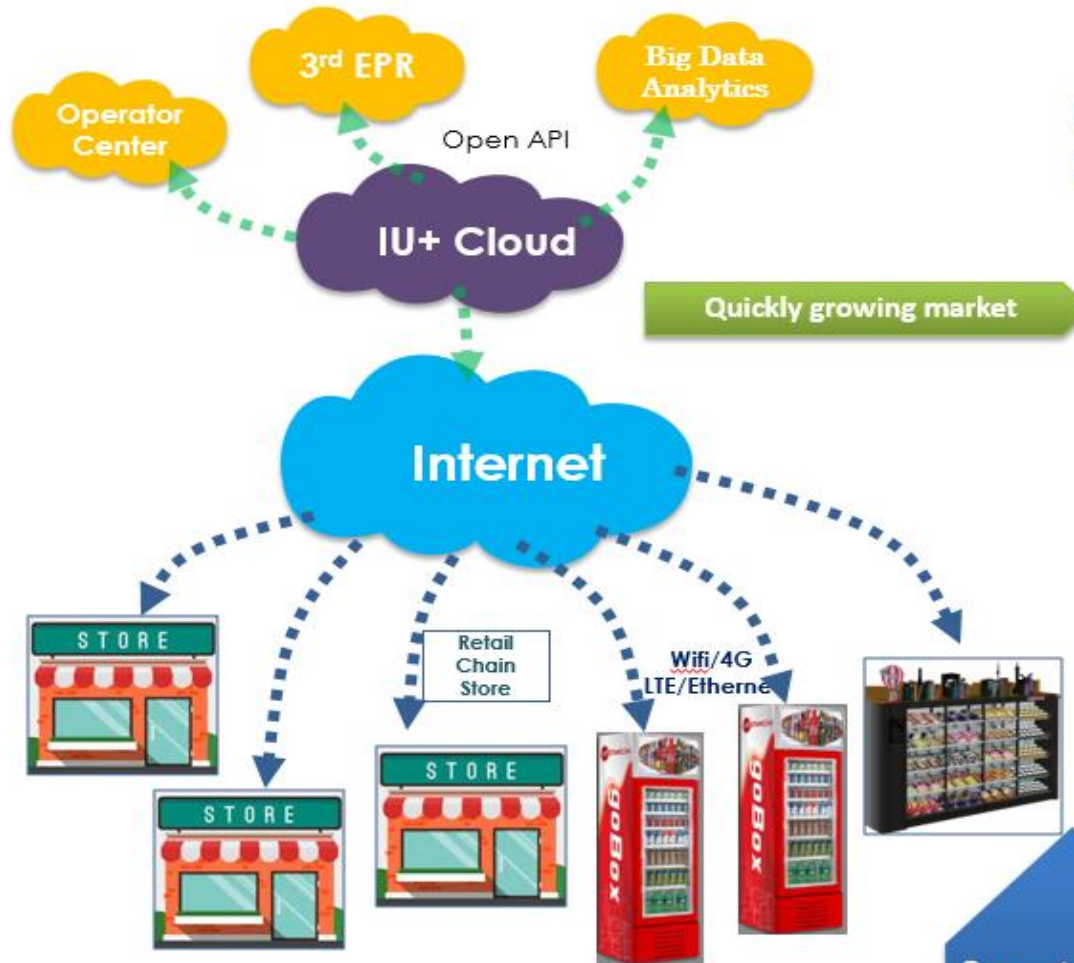 3rd EPR
Big Data
Analytics
Operator
Center
Open API
IU+ Cloud
Quickly growing market
Internet
STORE
Retail
Chain
Store
Wifi/4G
LTE/Etherne
STORE
STORE
goBox
goBox